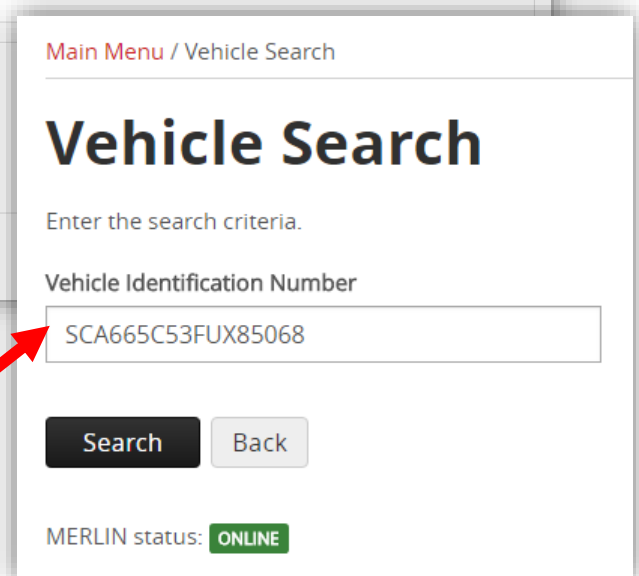 Main Menu / Vehicle Search
Vehicle Search
Enter the search criteria.
Vehicle Identification Number
SCA665C53FUX85068
Search Back
MERLIN status: ONLINE